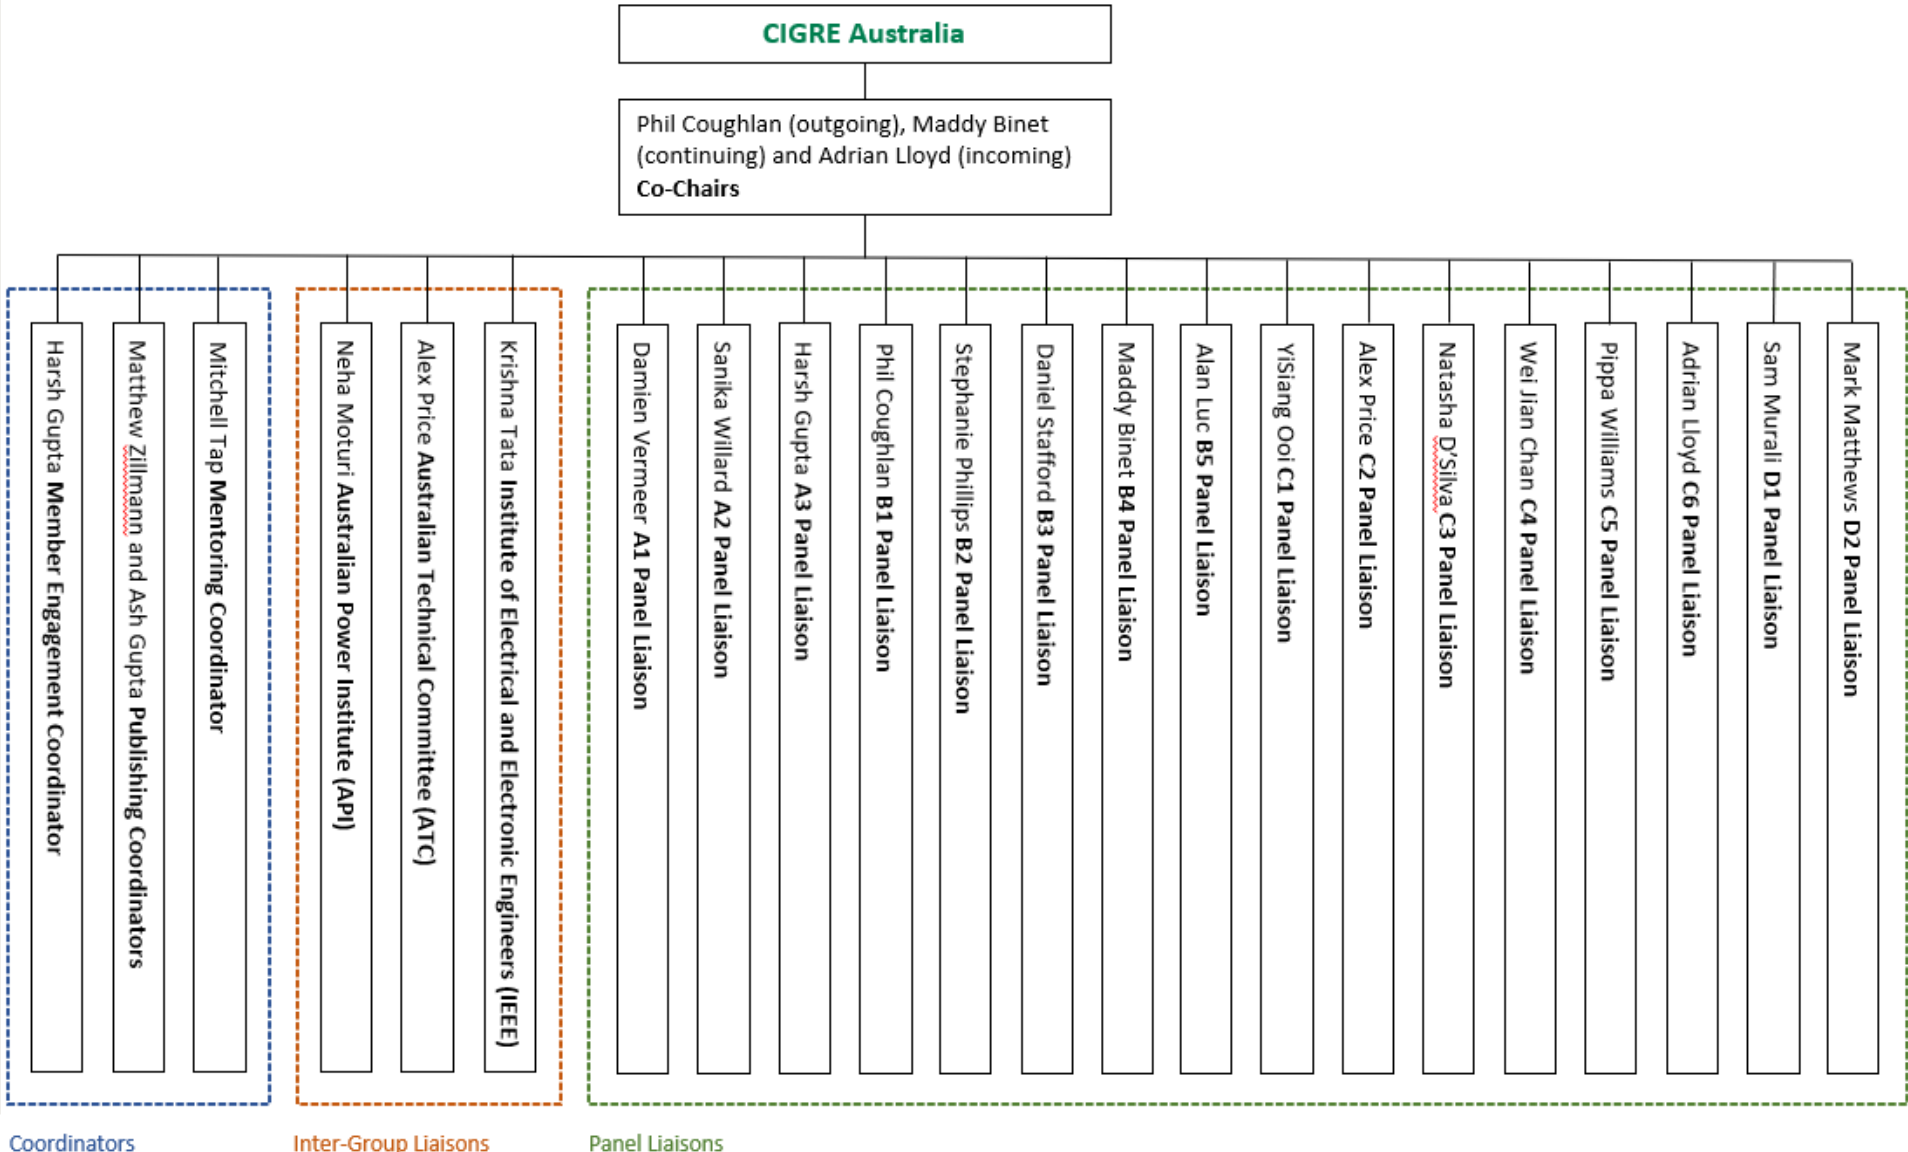 CIGRE Australia
Phil Coughlan (outgoing), Maddy Binet
(continuing) and Adrian Lloyd (incoming)
Co-Chairs
Harsh Gupta Member Engagement Coordinator
Matthew Zillmann and Ash Gupta Publishing Coordinators
Mitchell Tap Mentoring Coordinator
Neha Moturi Australian Power Institute (API)
Alex Price Australian Technical Committee (ATC)
Krishna Tata Institute of Electrical and Electronic Engineers (IEEE)
Damien Vermeer A1 Panel Liaison
Sanika Willard A2 Panel Liaison
Harsh Gupta A3 Panel Liaison
Phil Coughlan B1 Panel Liaison
Stephanie Phillips B2 Panel Liaison
Daniel Stafford B3 Panel Liaison
Maddy Binet B4 Panel Liaison
Alan Luc B5 Panel Liaison
YiSiang Ooi C1 Panel Liaison
Alex Price C2 Panel Liaison
Natasha D'Silva C3 Panel Liaison
Wei Jian Chan C4 Panel Liaison
Pippa Williams C5 Panel Liaison
Adrian Lloyd C6 Panel Liaison
Sam Murali D1 Panel Liaison
Mark Matthews D2 Panel Liaison
Coordinators
Inter-Group Liaisons
Panel Liaisons